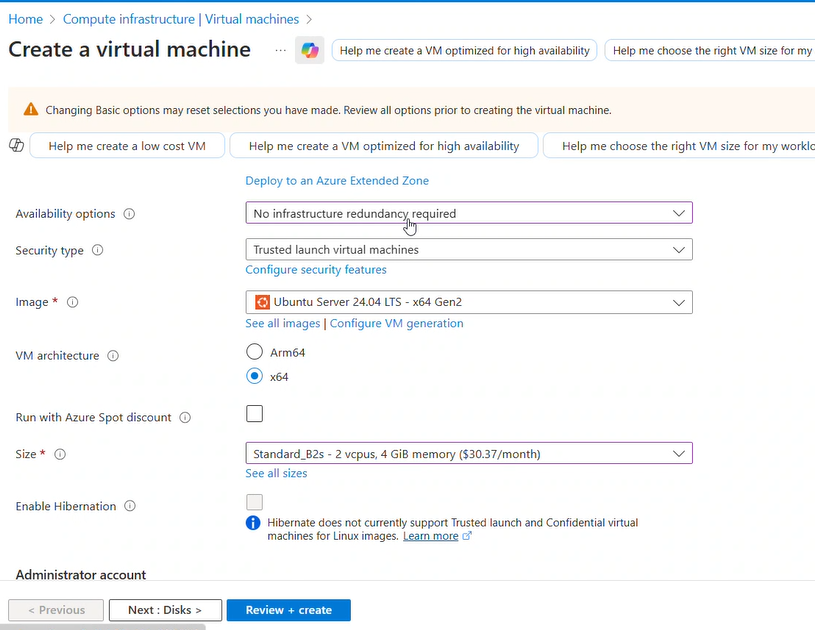 Home > Compute infrastructure | Virtual machines >
Create a virtual machine ... Help me create a VM optimized for high availability Help me choose the right VM size for my
Changing Basic options may reset selections you have made. Review all options prior to creating the virtual machine.
Help me create a low cost VM Help me create a VM optimized for high availability Help me choose the right VM size for my worklo
Deploy to an Azure Extended Zone
Availability options No infrastructure redundancy required
Security type Trusted launch virtual machines
Configure security features
Image * Ubuntu Server 24.04 LTS - x64 Gen2
See all images | Configure VM generation
VM architecture Arm64
x64
Run with Azure Spot discount
Size * Standard_B2s - 2 vcpus, 4 GiB memory ($30.37/month)
See all sizes
Enable Hibernation
Hibernate does not currently support Trusted launch and Confidential virtual
machines for Linux images. Learn more
Administrator account
< Previous Next : Disks > Review + create